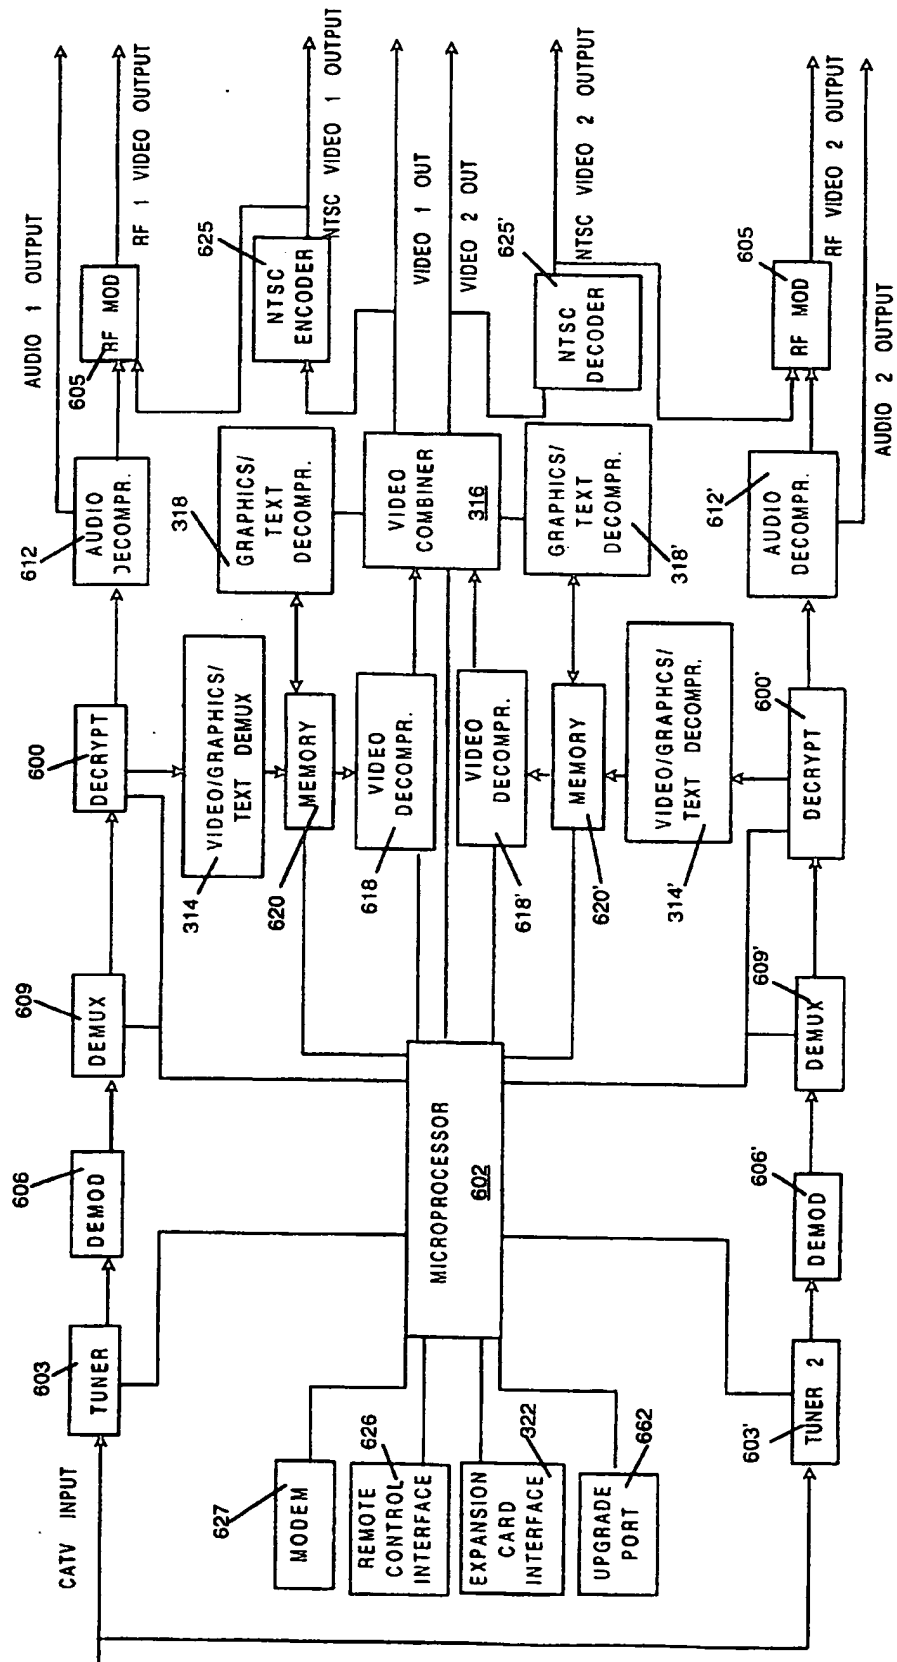 CATV INPUT
603
TUNER
606
DEMOD
609
DEMUX
600
DECRYPT
612
AUDIO
DECOMPR.
605
RF MOD
AUDIO 1 OUTPUT
RF 1 VIDEO OUTPUT
314
VIDEO/GRAPHICS/
TEXT DEMUX
318
GRAPHICS/
TEXT
DECOMPR.
625
NTSC
ENCODER
NTSC VIDEO 1 OUTPUT
620
MEMORY
618
VIDEO
DECOMPR.
VIDEO
COMBINER
316
VIDEO 1 OUT
VIDEO 2 OUT
627
MODEM
626
REMOTE
CONTROL
INTERFACE
322
EXPANSION
CARD
INTERFACE
662
UPGRADE
PORT
MICROPROCESSOR
602
618'
VIDEO
DECOMPR.
620'
MEMORY
318'
GRAPHICS/
TEXT
DECOMPR.
625'
NTSC
DECODER
NTSC VIDEO 2 OUTPUT
314'
VIDEO/GRAPHCS/
TEXT DECOMPR.
603'
TUNER 2
606'
DEMOD
609'
DEMUX
600'
DECRYPT
612'
AUDIO
DECOMPR.
605
RF MOD
RF VIDEO 2 OUTPUT
AUDIO 2 OUTPUT